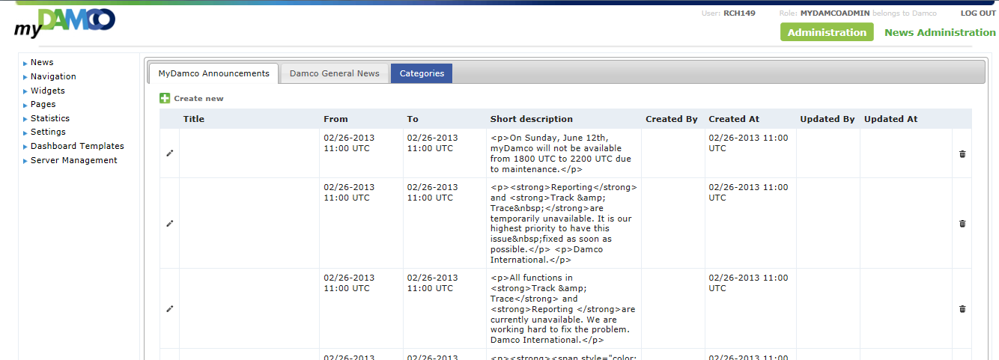 myDAMCO
User: RCH149 Role: MYDAMCOADMIN belongs to Damco LOG OUT
Administration News Administration
News
Navigation
Widgets
Pages
Statistics
Settings
Dashboard Templates
Server Management
MyDamco Announcements Damco General News Categories
Create new
Title From To Short description Created By Created At Updated By Updated At
02/26-2013 02/26-2013 <p>On Sunday, June 12th, 02/26-2013 11:00
11:00 UTC 11:00 UTC myDamco will not be available UTC
from 1800 UTC to 2200 UTC due
to maintenance.</p>
02/26-2013 02/26-2013 <p><strong>Reporting</strong> 02/26-2013 11:00
11:00 UTC 11:00 UTC and <strong>Track &amp; UTC
Trace&nbsp;</strong>are
temporarily unavailable. It is our
highest priority to have this
issue&nbsp;fixed as soon as
possible.</p> <p>Damco
International.</p>
02/26-2013 02/26-2013 <p>All functions in 02/26-2013 11:00
11:00 UTC 11:00 UTC <strong>Track &amp; UTC
Trace</strong> and
<strong>Reporting </strong>are
currently unavailable. We are
working hard to fix the problem.
Damco International.</p>
02/26-2013 02/26-2013 <p><strong><span style="color: 02/26-2013 11:00